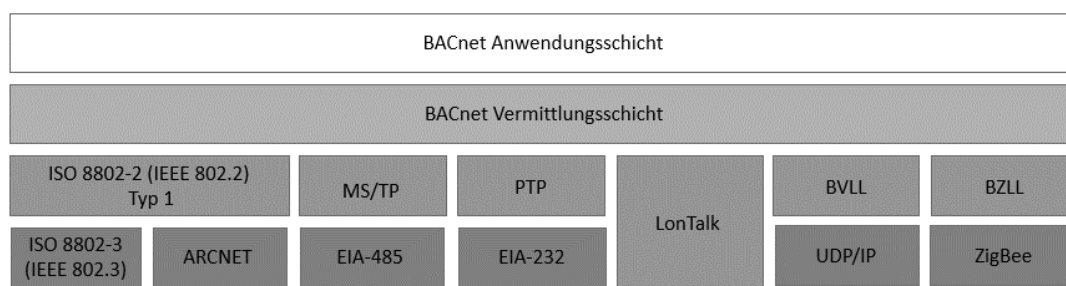 BACnet Anwendungsschicht
BACnet Vermittlungsschicht
ISO 8802-2 (IEEE 802.2)
Typ 1
MS/TP
PTP
LonTalk
BVLL
BZLL
ISO 8802-3
(IEEE 802.3)
ARCNET
EIA-485
EIA-232
UDP/IP
ZigBee